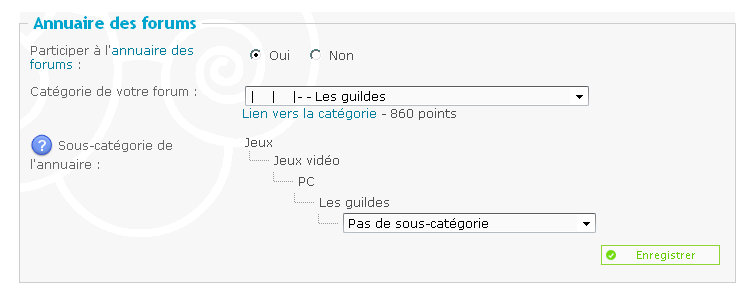 Annuaire des forums
Participer à l'annuaire des
forums :
Oui Non
Catégorie de votre forum :
| | |-- Les guildes
Lien vers la catégorie - 860 points
? Sous-catégorie de
l'annuaire :
Jeux
Jeux vidéo
PC
Les guildes
Pas de sous-catégorie
Enregistrer